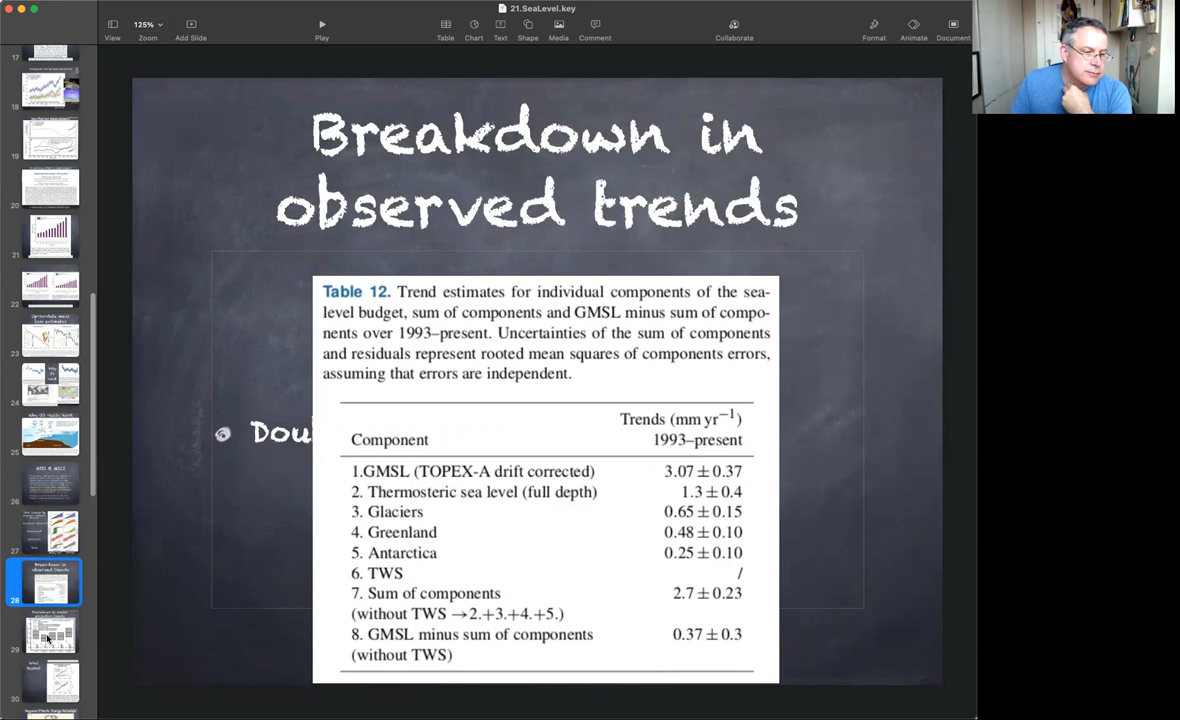 21.SeaLevel.key
125%
View
Zoom
Add Slide
Play
Table
Chart
Text
Shape
Media
Comment
Collaborate
Format
Animate
Document
17
18
19
20
21
22
23
24
25
26
27
28
29
30
Breakdown in
observed trends
Dou
Table 12. Trend estimates for individual components of the sea-
level budget, sum of components and GMSL minus sum of compo-
nents over 1993–present. Uncertainties of the sum of components
and residuals represent rooted mean squares of components errors,
assuming that errors are independent.
Trends (mm yr−1)
Component 1993–present
1.GMSL (TOPEX-A drift corrected) 3.07 ± 0.37
2. Thermosteric sea level (full depth) 1.3 ± 0.4
3. Glaciers 0.65 ± 0.15
4. Greenland 0.48 ± 0.10
5. Antarctica 0.25 ± 0.10
6. TWS /
7. Sum of components 2.7 ± 0.23
(without TWS →2.+3.+4.+5.)
8. GMSL minus sum of components 0.37 ± 0.3
(without TWS)